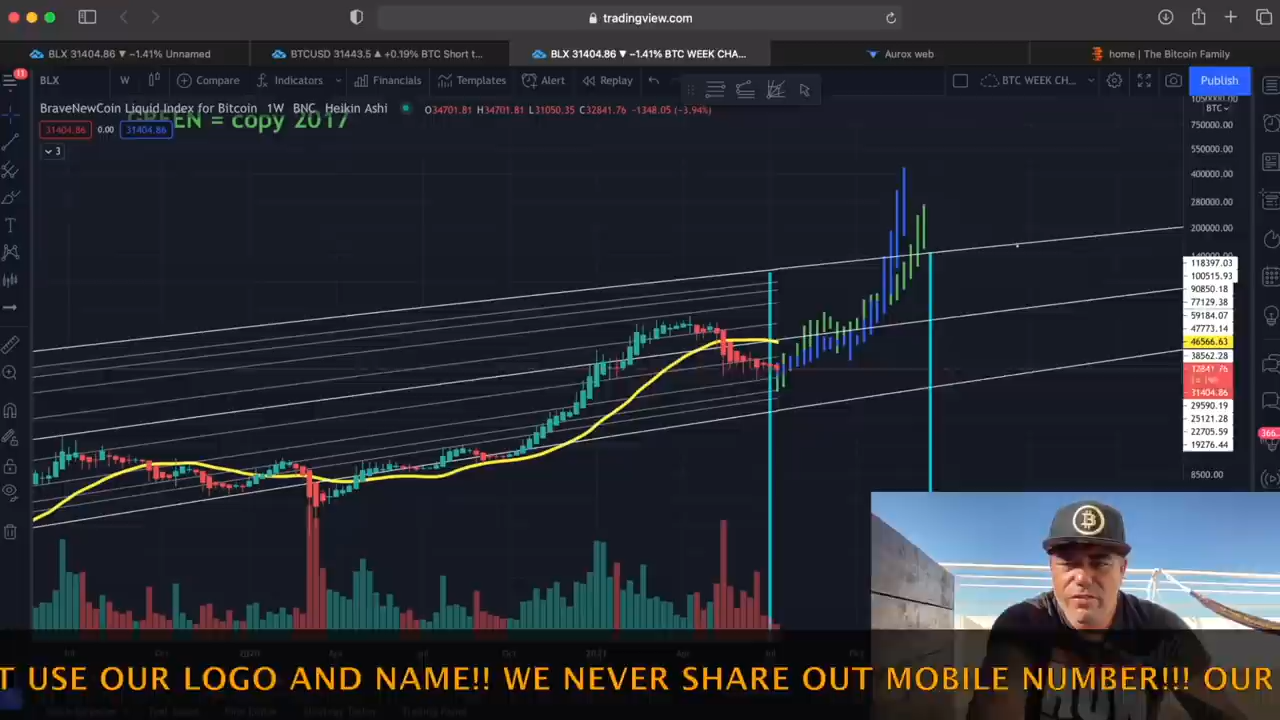 tradingview.com
BLX 31404.86 ▼ −1.41% Unnamed
BTCUSD 31443.5 ▲ +0.19% BTC Short t...
BLX 31404.86 ▼ −1.41% BTC WEEK CHA...
Aurox web
home | The Bitcoin Family
11
BLX
W
Compare
Indicators
Financials
Templates
Alert
Replay
BTC WEEK CH...
Publish
BraveNewCoin Liquid Index for Bitcoin 1W BNC Heikin Ashi
O34701.81 H34701.81 L31050.35 C32841.76 −1348.05 (−3.94%)
GREEN = copy 2017
31404.86
0.00
31404.86
3
BTC
750000.00
550000.00
400000.00
280000.00
200000.00
118397.03
100515.93
90850.18
77129.38
59184.07
47773.14
46566.63
38562.28
32841.76
31404.86
29590.19
25121.28
22705.59
19276.44
8500.00
T USE OUR LOGO AND NAME!! WE NEVER SHARE OUT MOBILE NUMBER!!! OUR